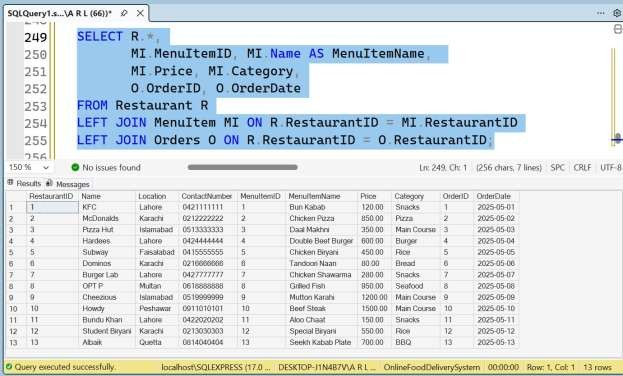 SQLQuery1.s...\A R L (66))*
249 SELECT R.*,
250 MI.MenuItemID, MI.Name AS MenuItemName,
251 MI.Price, MI.Category,
252 O.OrderID, O.OrderDate
253 FROM Restaurant R
254 LEFT JOIN MenuItem MI ON R.RestaurantID = MI.RestaurantID
255 LEFT JOIN Orders O ON R.RestaurantID = O.RestaurantID;
256
150 % No issues found Ln: 249, Ch: 1 (256 chars, 7 lines) SPC CRLF UTF-8
Results Messages
RestaurantID Name Location ContactNumber MenuItemID MenuItemName Price Category OrderID OrderDate
1 1 KFC Lahore 0421111111 1 Bun Kabab 120.00 Snacks 1 2025-05-01
2 2 McDonalds Karachi 0212222222 2 Chicken Pizza 850.00 Pizza 2 2025-05-02
3 3 Pizza Hut Islamabad 0513333333 3 Daal Makhni 350.00 Main Course 3 2025-05-03
4 4 Hardees Lahore 0424444444 4 Double Beef Burger 600.00 Burger 4 2025-05-04
5 5 Subway Faisalabad 0415555555 5 Chicken Biryani 450.00 Rice 5 2025-05-05
6 6 Dominos Karachi 0216666666 6 Tandoori Naan 80.00 Bread 6 2025-05-06
7 7 Burger Lab Lahore 0427777777 7 Chicken Shawarma 280.00 Snacks 7 2025-05-07
8 8 OPT P Multan 0618888888 8 Grilled Fish 950.00 Seafood 8 2025-05-08
9 9 Cheezious Islamabad 0519999999 9 Mutton Karahi 1200.00 Main Course 9 2025-05-09
10 10 Howdy Peshawar 0911010101 10 Beef Steak 1500.00 Main Course 10 2025-05-10
11 11 Bundu Khan Lahore 0422020202 11 Aloo Chaat 150.00 Snacks 11 2025-05-11
12 12 Student Biryani Karachi 0213030303 12 Special Biryani 550.00 Rice 12 2025-05-12
13 13 Albaik Quetta 0814040404 13 Seekh Kabab Plate 700.00 BBQ 13 2025-05-13
Query executed successfully. localhost\SQLEXPRESS (17.0 ... DESKTOP-J1N4B7V\A R L ... OnlineFoodDeliverySystem 00:00:00 Row: 1, Col: 1 13 rows